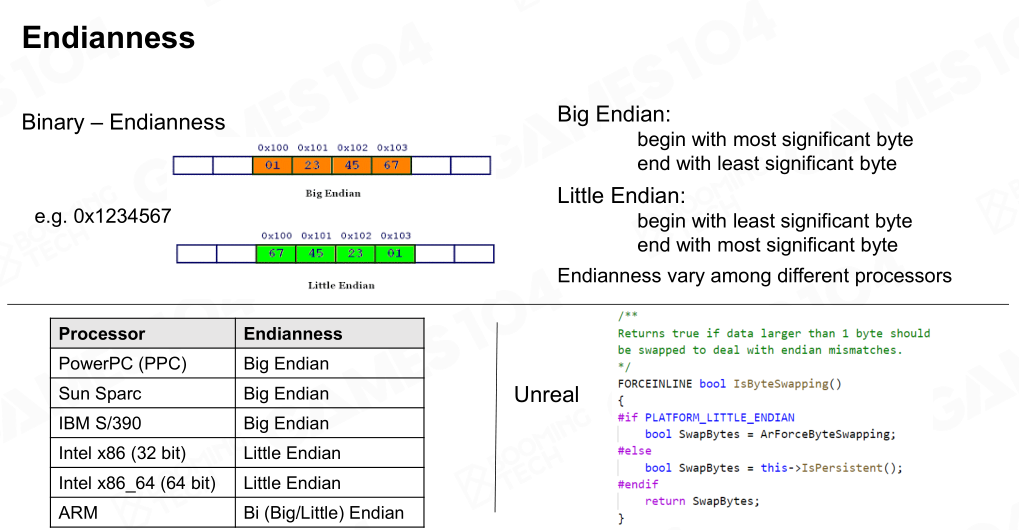 Endianness
Binary – Endianness
0x100 0x101 0x102 0x103
01 23 45 67
Big Endian
e.g. 0x1234567
0x100 0x101 0x102 0x103
67 45 23 01
Little Endian
Big Endian:
begin with most significant byte
end with least significant byte
Little Endian:
begin with least significant byte
end with most significant byte
Endianness vary among different processors
Processor Endianness
PowerPC (PPC) Big Endian
Sun Sparc Big Endian
IBM S/390 Big Endian
Intel x86 (32 bit) Little Endian
Intel x86_64 (64 bit) Little Endian
ARM Bi (Big/Little) Endian
Unreal
/**
Returns true if data larger than 1 byte should
be swapped to deal with endian mismatches.
*/
FORCEINLINE bool IsByteSwapping()
{
#if PLATFORM_LITTLE_ENDIAN
bool SwapBytes = ArForceByteSwapping;
#else
bool SwapBytes = this->IsPersistent();
#endif
return SwapBytes;
}
GAMES104
BOOMING TECH